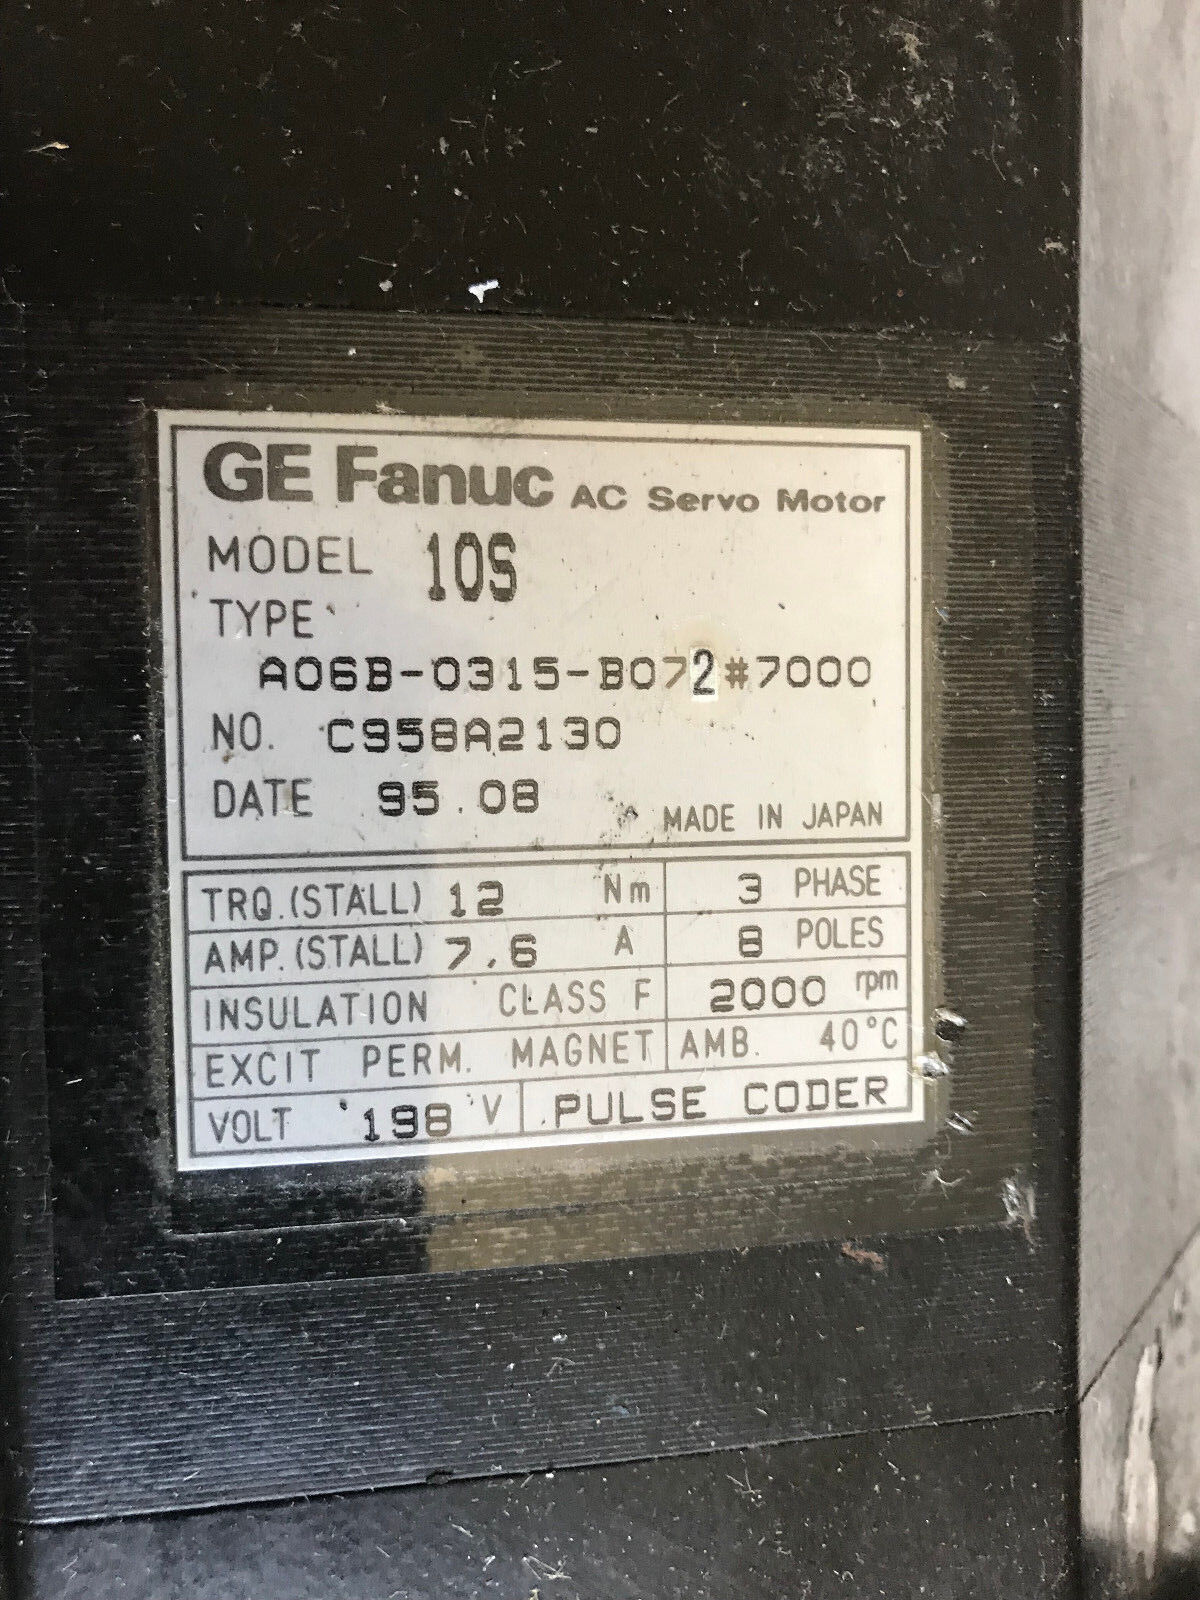 GE Fanuc AC Servo Motor
MODEL 10S
TYPE
A06B-0315-B072#7000
NO. C958A2130
DATE 95.08 MADE IN JAPAN
TRQ.(STALL) 12 Nm 3 PHASE
AMP.(STALL) 7.6 A 8 POLES
INSULATION CLASS F 2000 rpm
EXCIT PERM. MAGNET AMB. 40°C
VOLT 198 V PULSE CODER